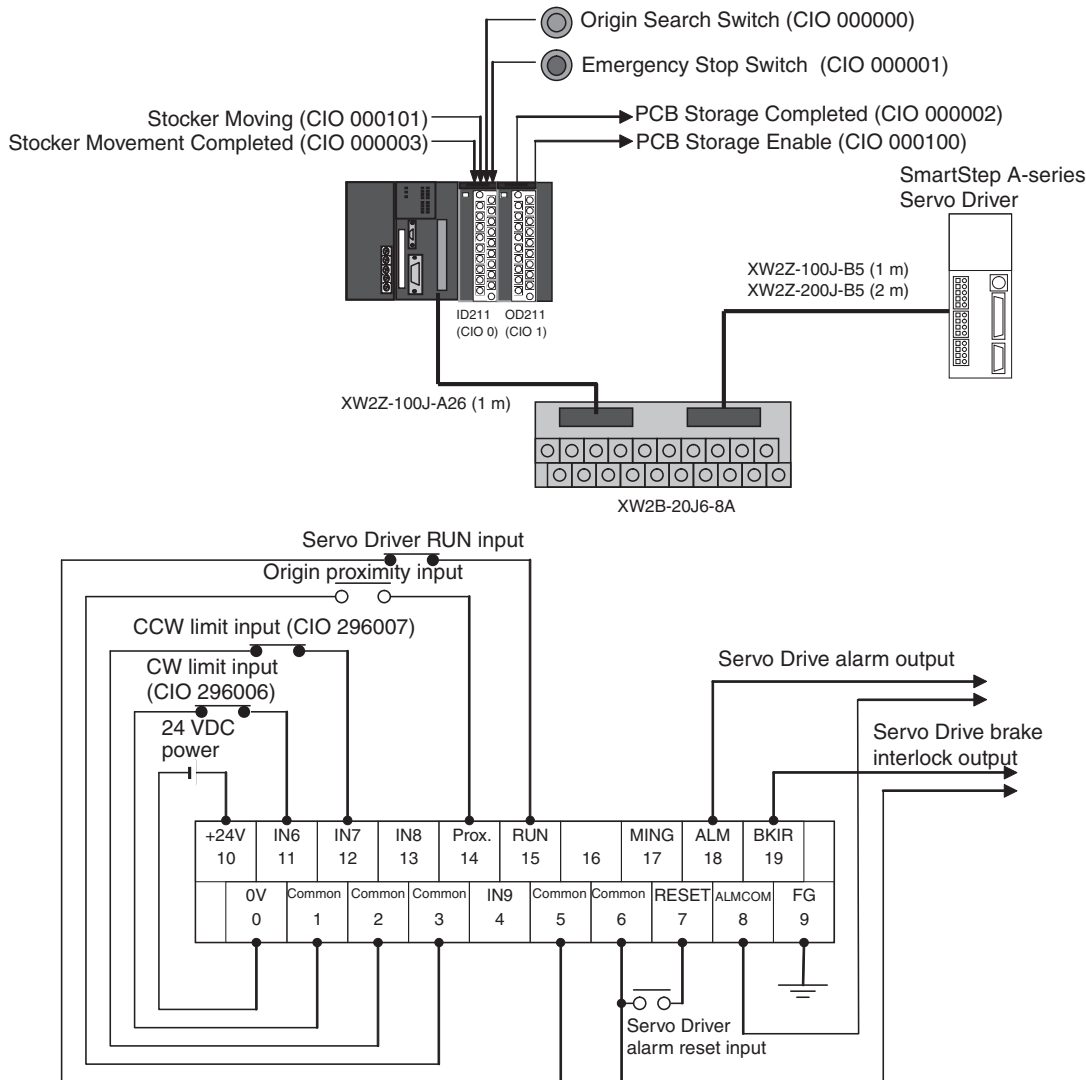 Origin Search Switch (CIO 000000)
Emergency Stop Switch (CIO 000001)
Stocker Moving (CIO 000101)
Stocker Movement Completed (CIO 000003)
PCB Storage Completed (CIO 000002)
PCB Storage Enable (CIO 000100)
SmartStep A-series
Servo Driver
XW2Z-100J-B5 (1 m)
XW2Z-200J-B5 (2 m)
ID211
(CIO 0)
OD211
(CIO 1)
XW2Z-100J-A26 (1 m)
XW2B-20J6-8A
Servo Driver RUN input
Origin proximity input
CCW limit input (CIO 296007)
CW limit input
(CIO 296006)
24 VDC
power
Servo Drive alarm output
Servo Drive brake
interlock output
+24V IN6 IN7 IN8 Prox. RUN MING ALM BKIR
10 11 12 13 14 15 16 17 18 19
0V Common Common Common IN9 Common Common RESET ALMCOM FG
0 1 2 3 4 5 6 7 8 9
Servo Driver
alarm reset input